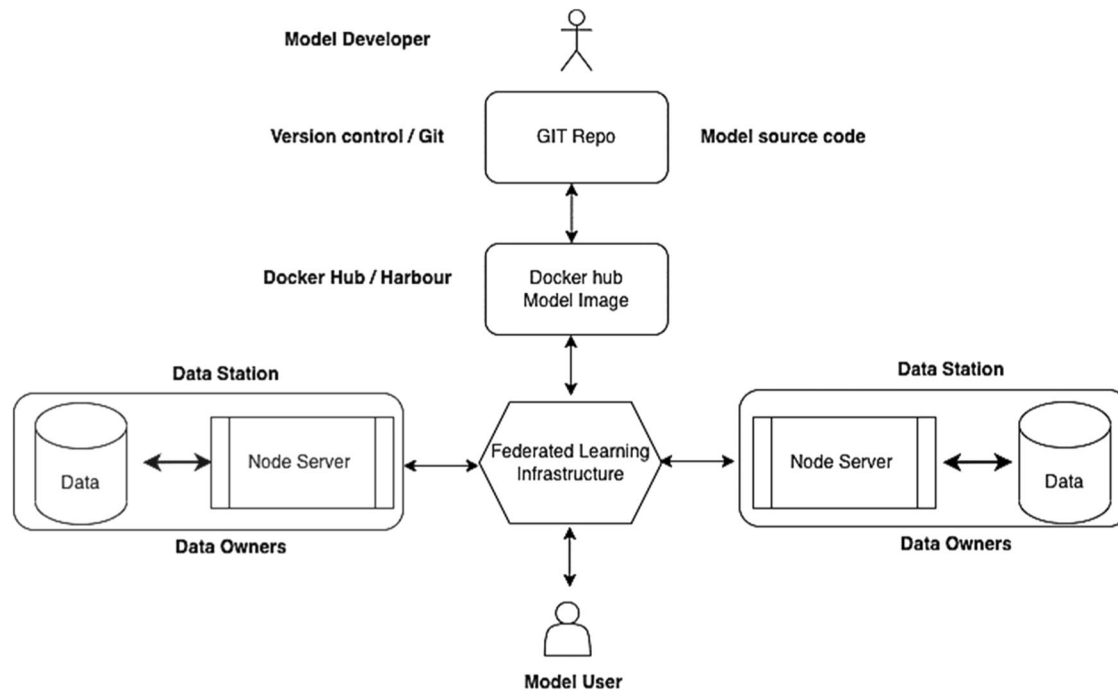 Model Developer
Version control / Git
GIT Repo
Model source code
Docker Hub / Harbour
Docker hub
Model Image
Data Station
Data Station
Data
Node Server
Federated Learning
Infrastructure
Node Server
Data
Data Owners
Data Owners
Model User